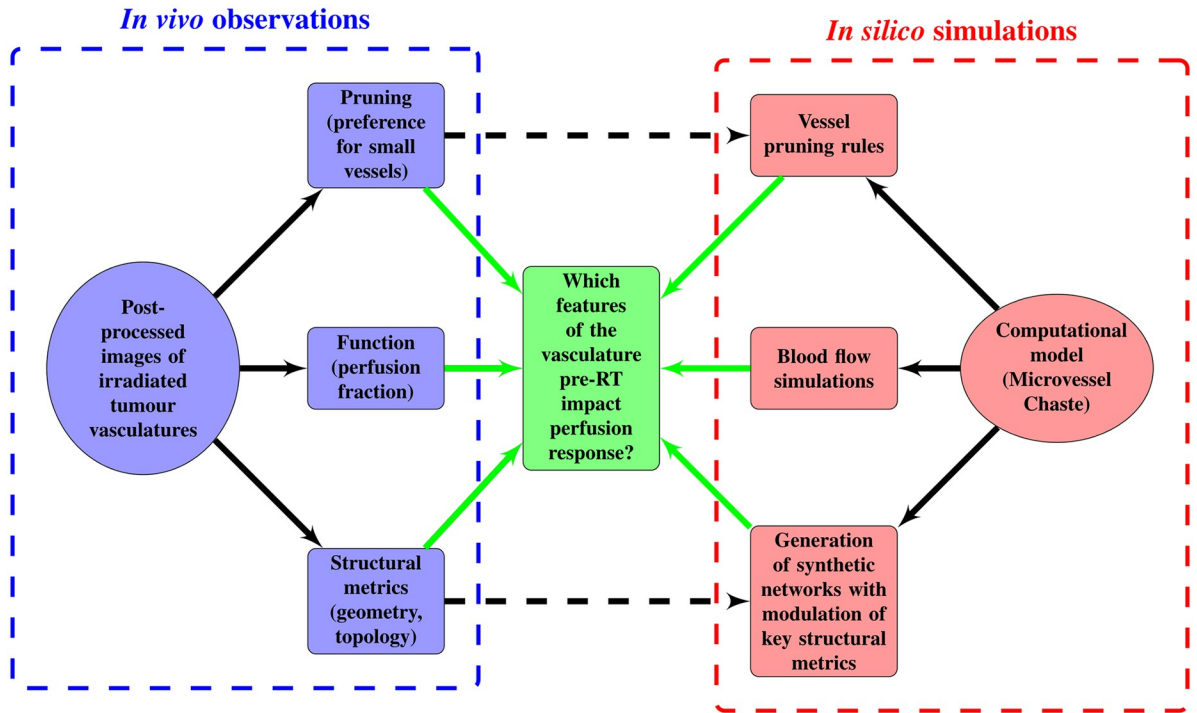 In vivo observations
In silico simulations
Pruning
(preference
for small
vessels)
Vessel
pruning rules
Post-
processed
images of
irradiated
tumour
vasculatures
Function
(perfusion
fraction)
Which
features
of the
vasculature
pre-RT
impact
perfusion
response?
Blood flow
simulations
Computational
model
(Microvessel
Chaste)
Structural
metrics
(geometry,
topology)
Generation
of synthetic
networks with
modulation of
key structural
metrics